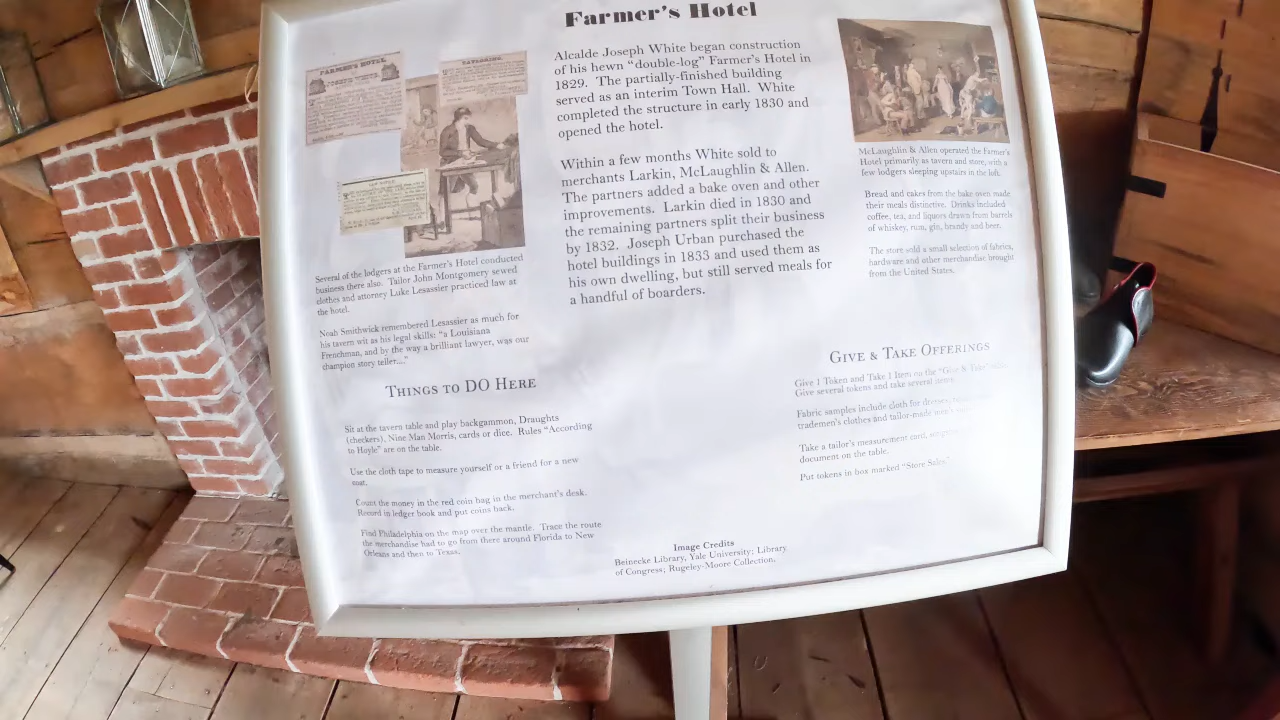 Farmer's Hotel
FARMER'S HOTEL
Several of the lodgers at the Farmer's Hotel conducted
business there also. Tailor John Montgomery sewed
clothes and attorney Luke Lesassier practiced law at
the hotel.
Noah Smithwick remembered Lesassier as much for
his tavern wit as his legal skills: "a Louisiana
Frenchman, and by the way a brilliant lawyer, was our
champion story teller...."
Things to DO Here
Sit at the tavern table and play backgammon, Draughts
(checkers), Nine Man Morris, cards or dice. Rules "According
to Hoyle" are on the table.
Use the cloth tape to measure yourself or a friend for a new
coat.
Count the money in the red coin bag in the merchant's desk.
Record in ledger book and put coins back.
Find Philadelphia on the map over the mantle. Trace the route
the merchandise had to go from there around Florida to New
Orleans and then to Texas.
Alcalde Joseph White began construction
of his hewn "double-log" Farmer's Hotel in
1829. The partially-finished building
served as an interim Town Hall. White
completed the structure in early 1830 and
opened the hotel.
Within a few months White sold to
merchants Larkin, McLaughlin & Allen.
The partners added a bake oven and other
improvements. Larkin died in 1830 and
the remaining partners split their business
by 1832. Joseph Urban purchased the
hotel buildings in 1833 and used them as
his own dwelling, but still served meals for
a handful of boarders.
Image Credits
Beinecke Library, Yale University; Library
of Congress; Rugeley-Moore Collection.
McLaughlin & Allen operated the Farmer's
Hotel primarily as tavern and store, with a
few lodgers sleeping upstairs in the loft.
Bread and cakes from the bake oven made
their meals distinctive. Drinks included
coffee, tea, and liquors drawn from barrels
of whiskey, rum, gin, brandy and beer.
The store sold a small selection of fabrics,
hardware and other merchandise brought
from the United States.
Give & Take Offerings
Give 1 Token and Take 1 Item on the "Give & Take"
Give several tokens and take several items.
Fabric samples include cloth for dresses,
tradesmen's clothes and tailor-made men's
Take a tailor's measurement card,
document on the table.
Put tokens in box marked "Store Sales."